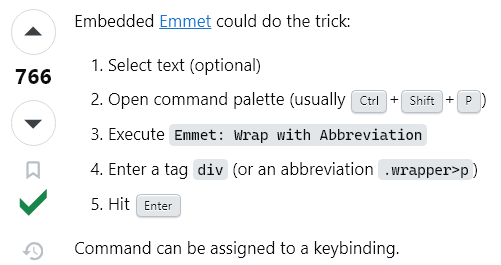 Embedded Emmet could do the trick:
766
1. Select text (optional)
2. Open command palette (usually Ctrl + Shift + P)
3. Execute Emmet: Wrap with Abbreviation
4. Enter a tag div (or an abbreviation .wrapper>p)
5. Hit Enter
Command can be assigned to a keybinding.